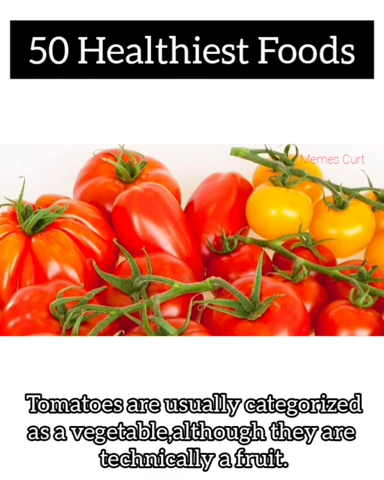 50 Healthiest Foods
Memes Curt
Tomatoes are usually categorized
as a vegetable,although they are
technically a fruit.